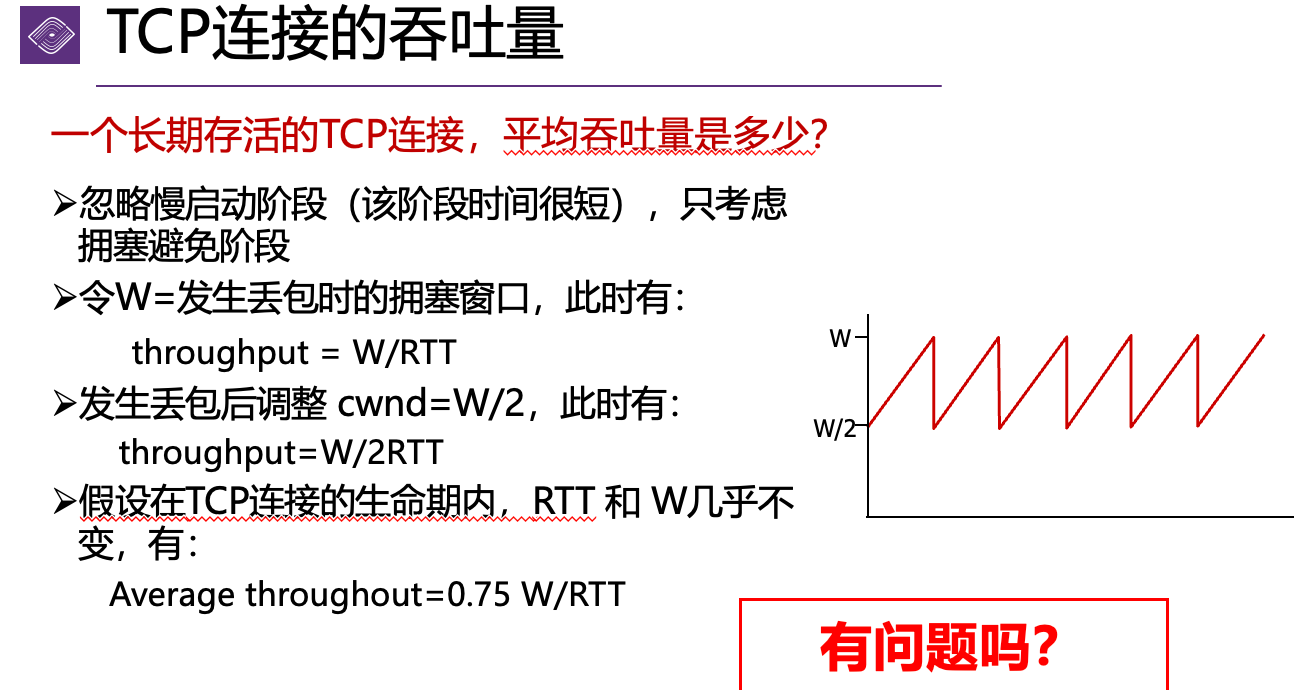 TCP连接的吞吐量
一个长期存活的TCP连接，平均吞吐量是多少？
➢忽略慢启动阶段（该阶段时间很短），只考虑
拥塞避免阶段
➢令W=发生丢包时的拥塞窗口，此时有：
throughput = W/RTT
➢发生丢包后调整 cwnd=W/2，此时有：
throughput=W/2RTT
➢假设在TCP连接的生命期内，RTT 和 W几乎不
变，有：
Average throughout=0.75 W/RTT
W
W/2
有问题吗？